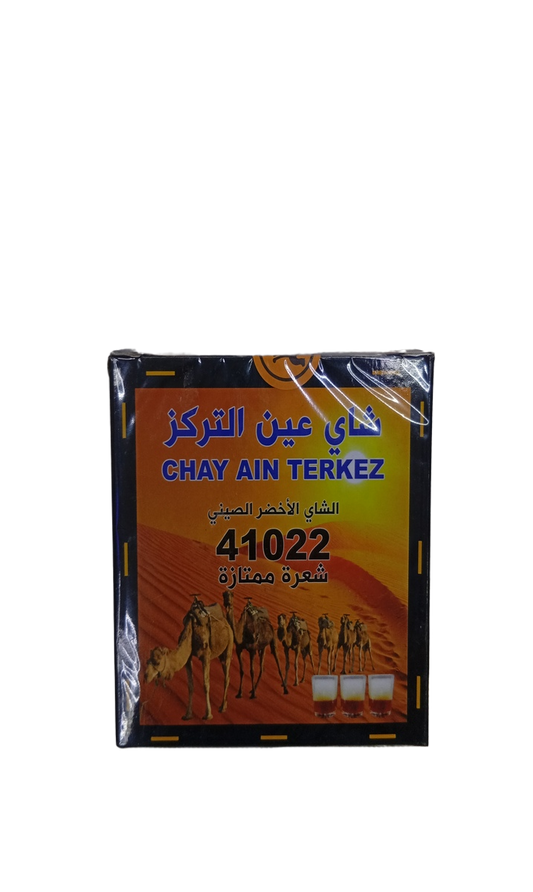 شاي عين التركز
CHAY AIN TERKEZ
الشاي الأخضر الصيني
41022
شعرة ممتازة